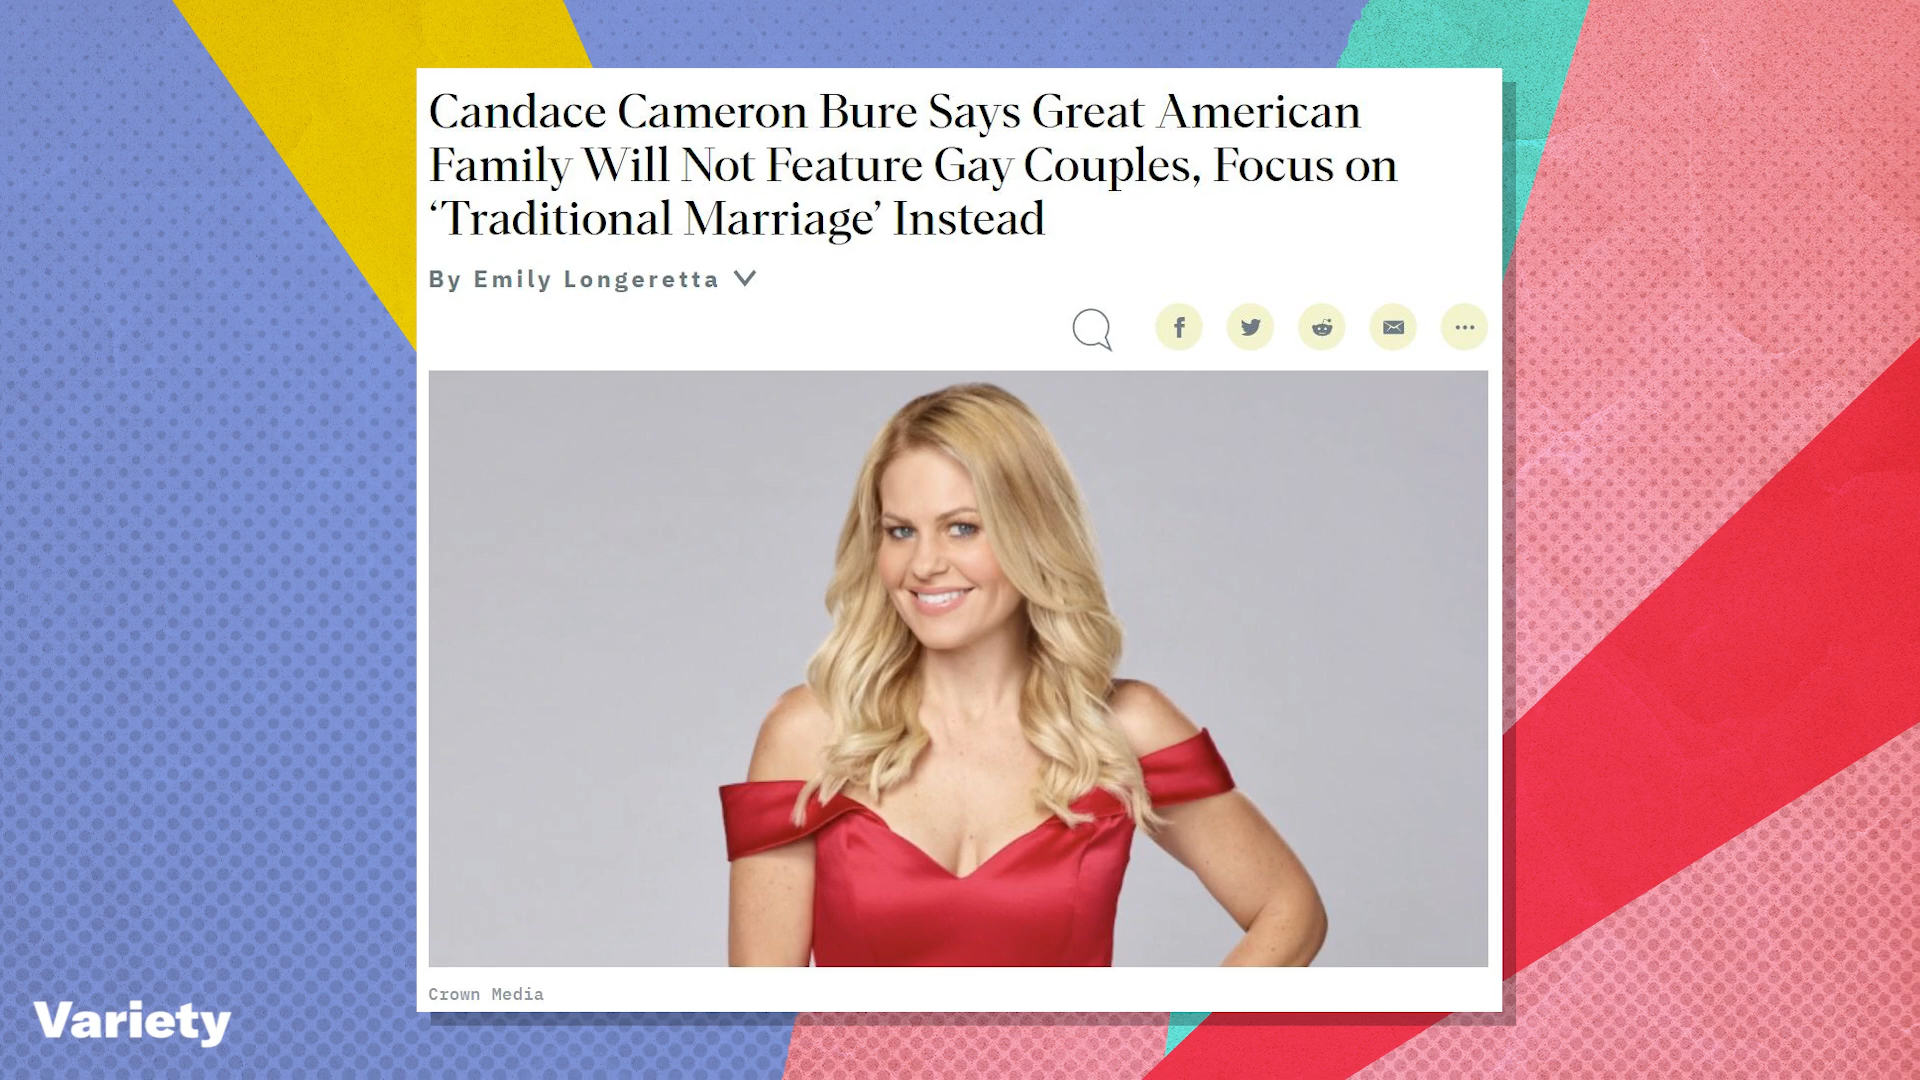 Candace Cameron Bure Says Great American
Family Will Not Feature Gay Couples, Focus on
‘Traditional Marriage’ Instead
By Emily Longeretta
Crown Media
Variety